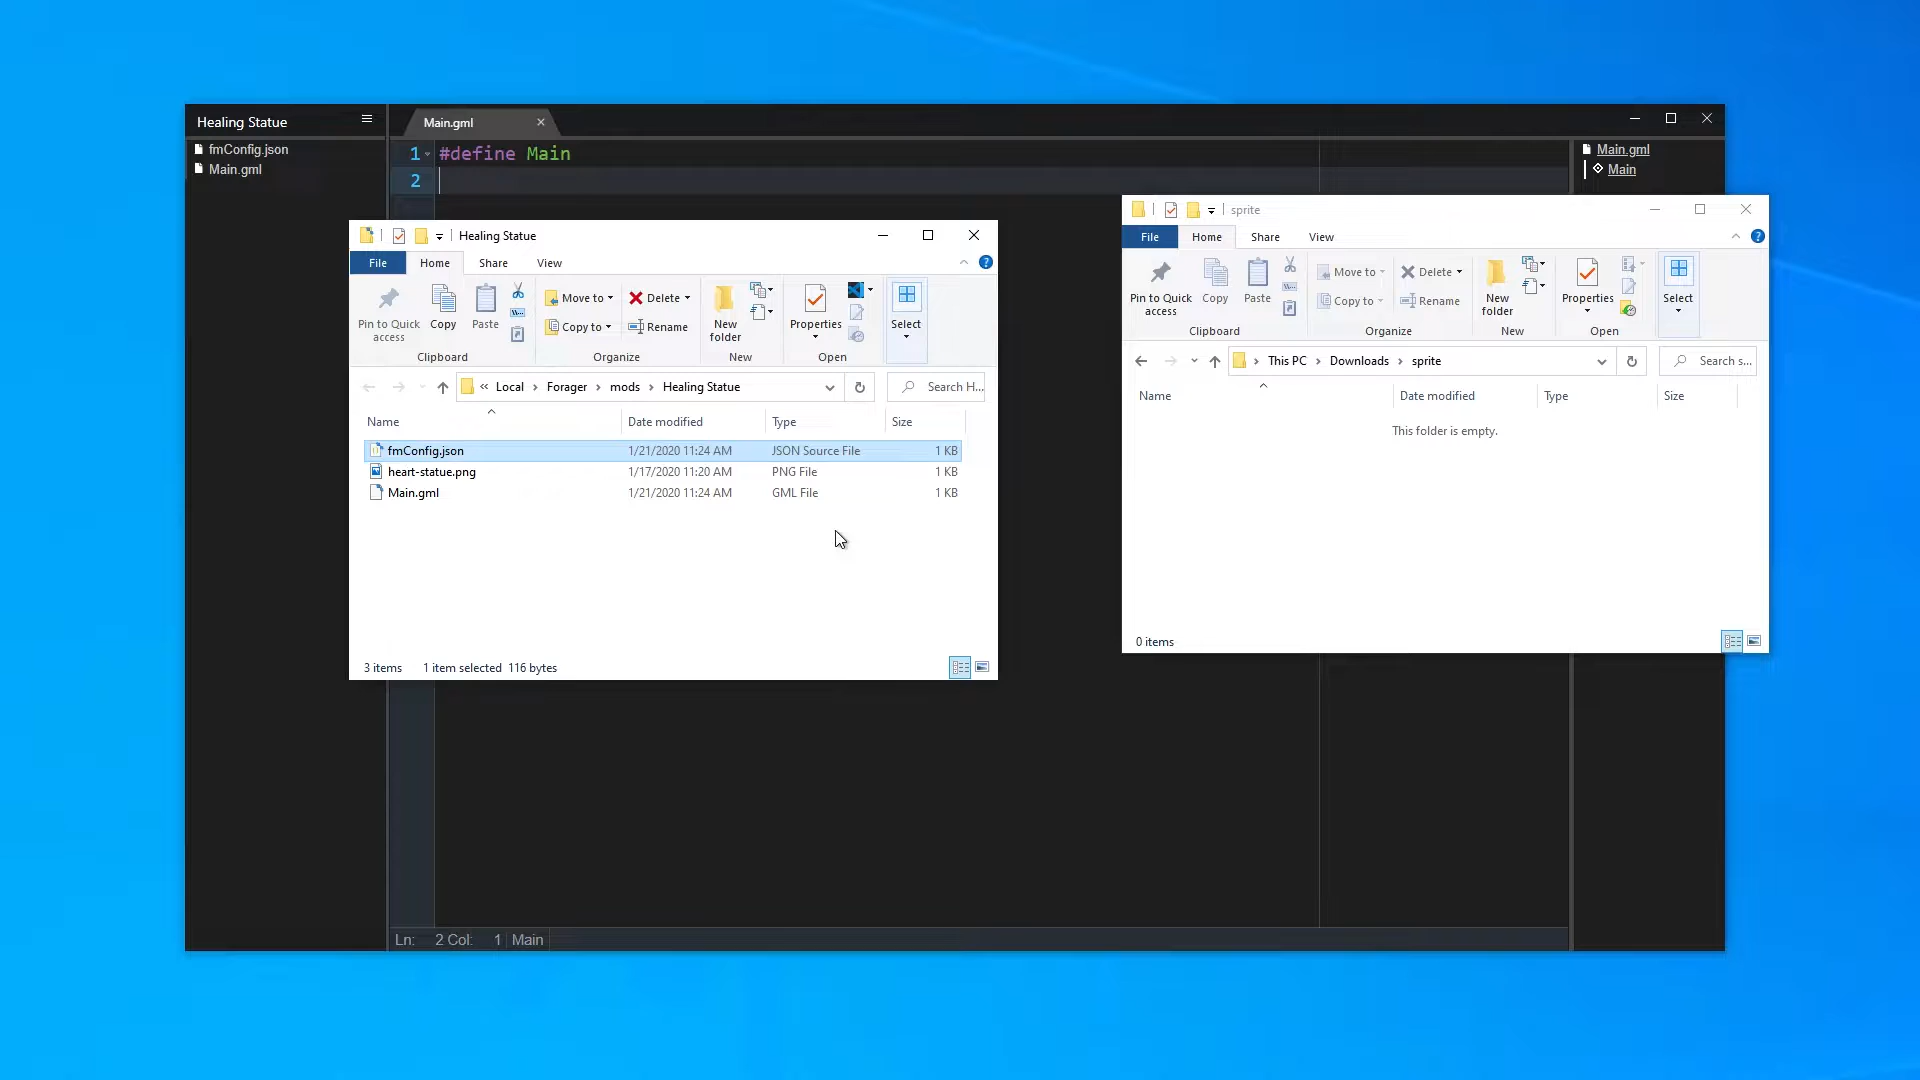 Healing Statue
fmConfig.json
Main.gml
Main.gml
1 #define Main
2
Main.gml
Main
Healing Statue
File Home Share View
Pin to Quick access
Copy
Paste
Clipboard
Move to
Copy to
Delete
Rename
Organize
New folder
New
Properties
Open
Select
« Local › Forager › mods › Healing Statue
Search H...
Name Date modified Type Size
fmConfig.json 1/21/2020 11:24 AM JSON Source File 1 KB
heart-statue.png 1/17/2020 11:20 AM PNG File 1 KB
Main.gml 1/21/2020 11:24 AM GML File 1 KB
3 items 1 item selected 116 bytes
sprite
File Home Share View
Pin to Quick access
Copy
Paste
Clipboard
Move to
Copy to
Delete
Rename
Organize
New folder
New
Properties
Open
Select
› This PC › Downloads › sprite
Search s...
Name Date modified Type Size
This folder is empty.
0 items
Ln: 2 Col: 1 Main